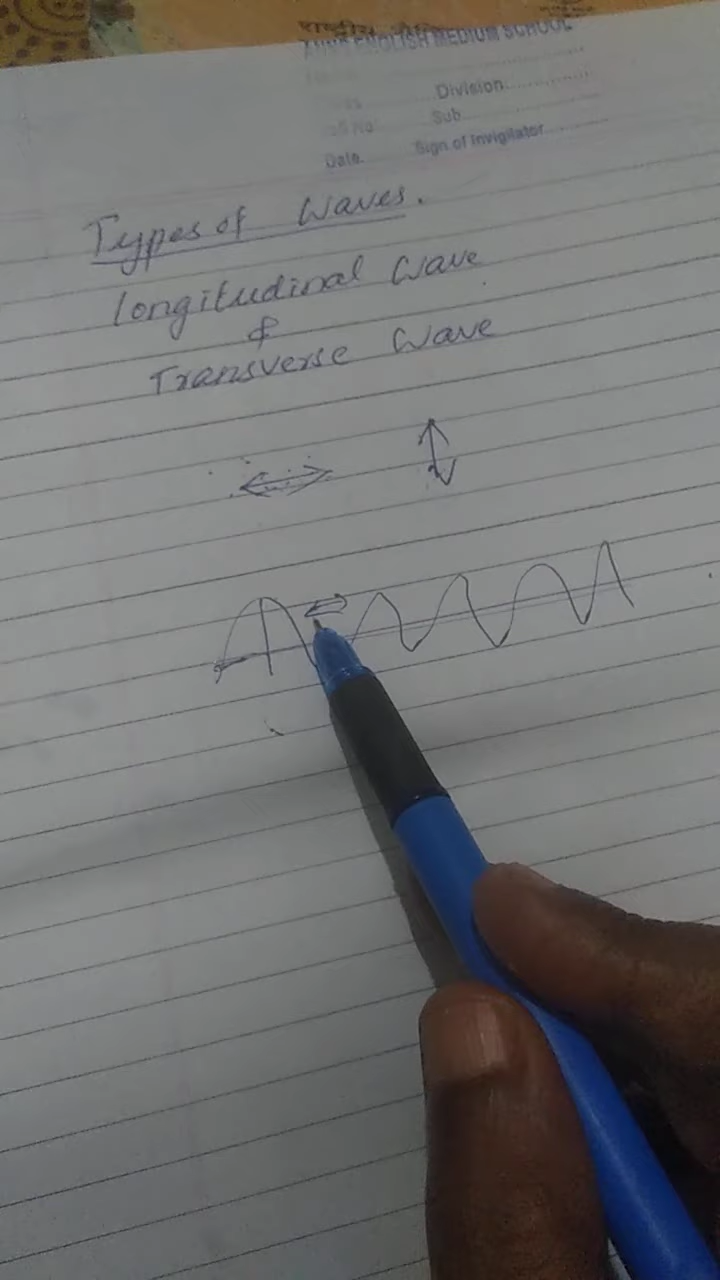 राष्ट्रीय
ENGLISH MEDIUM SCHOOL
Division
Sub
Date Sign of Invigilator
Types of Waves.
Longitudinal Wave
&
Transverse Wave